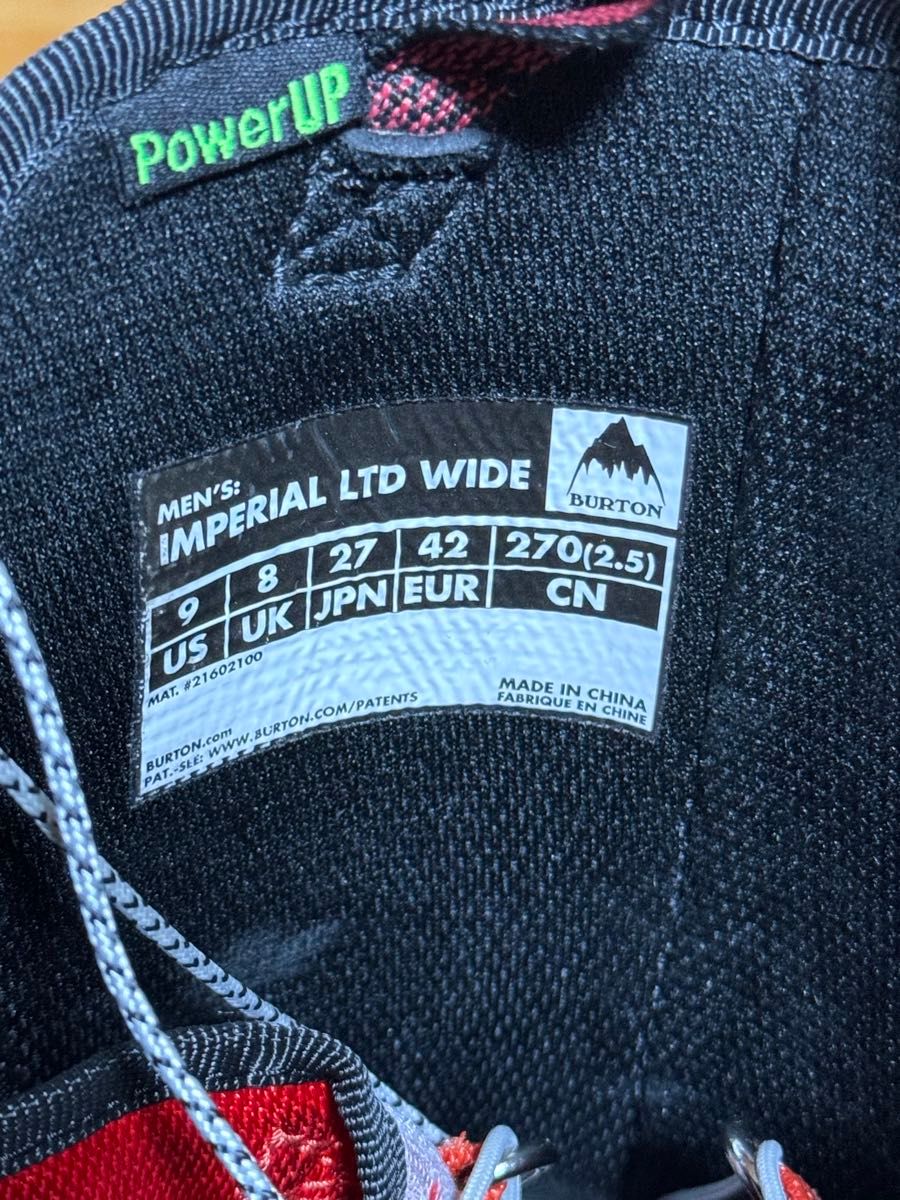 PowerUP
MEN'S:
IMPERIAL LTD WIDE
BURTON
9 8 27 42 270(2.5)
US UK JPN EUR CN
MAT. #21602100
BURTON.com
PAT.-SEE: WWW.BURTON.COM/PATENTS
MADE IN CHINA
FABRIQUE EN CHINE